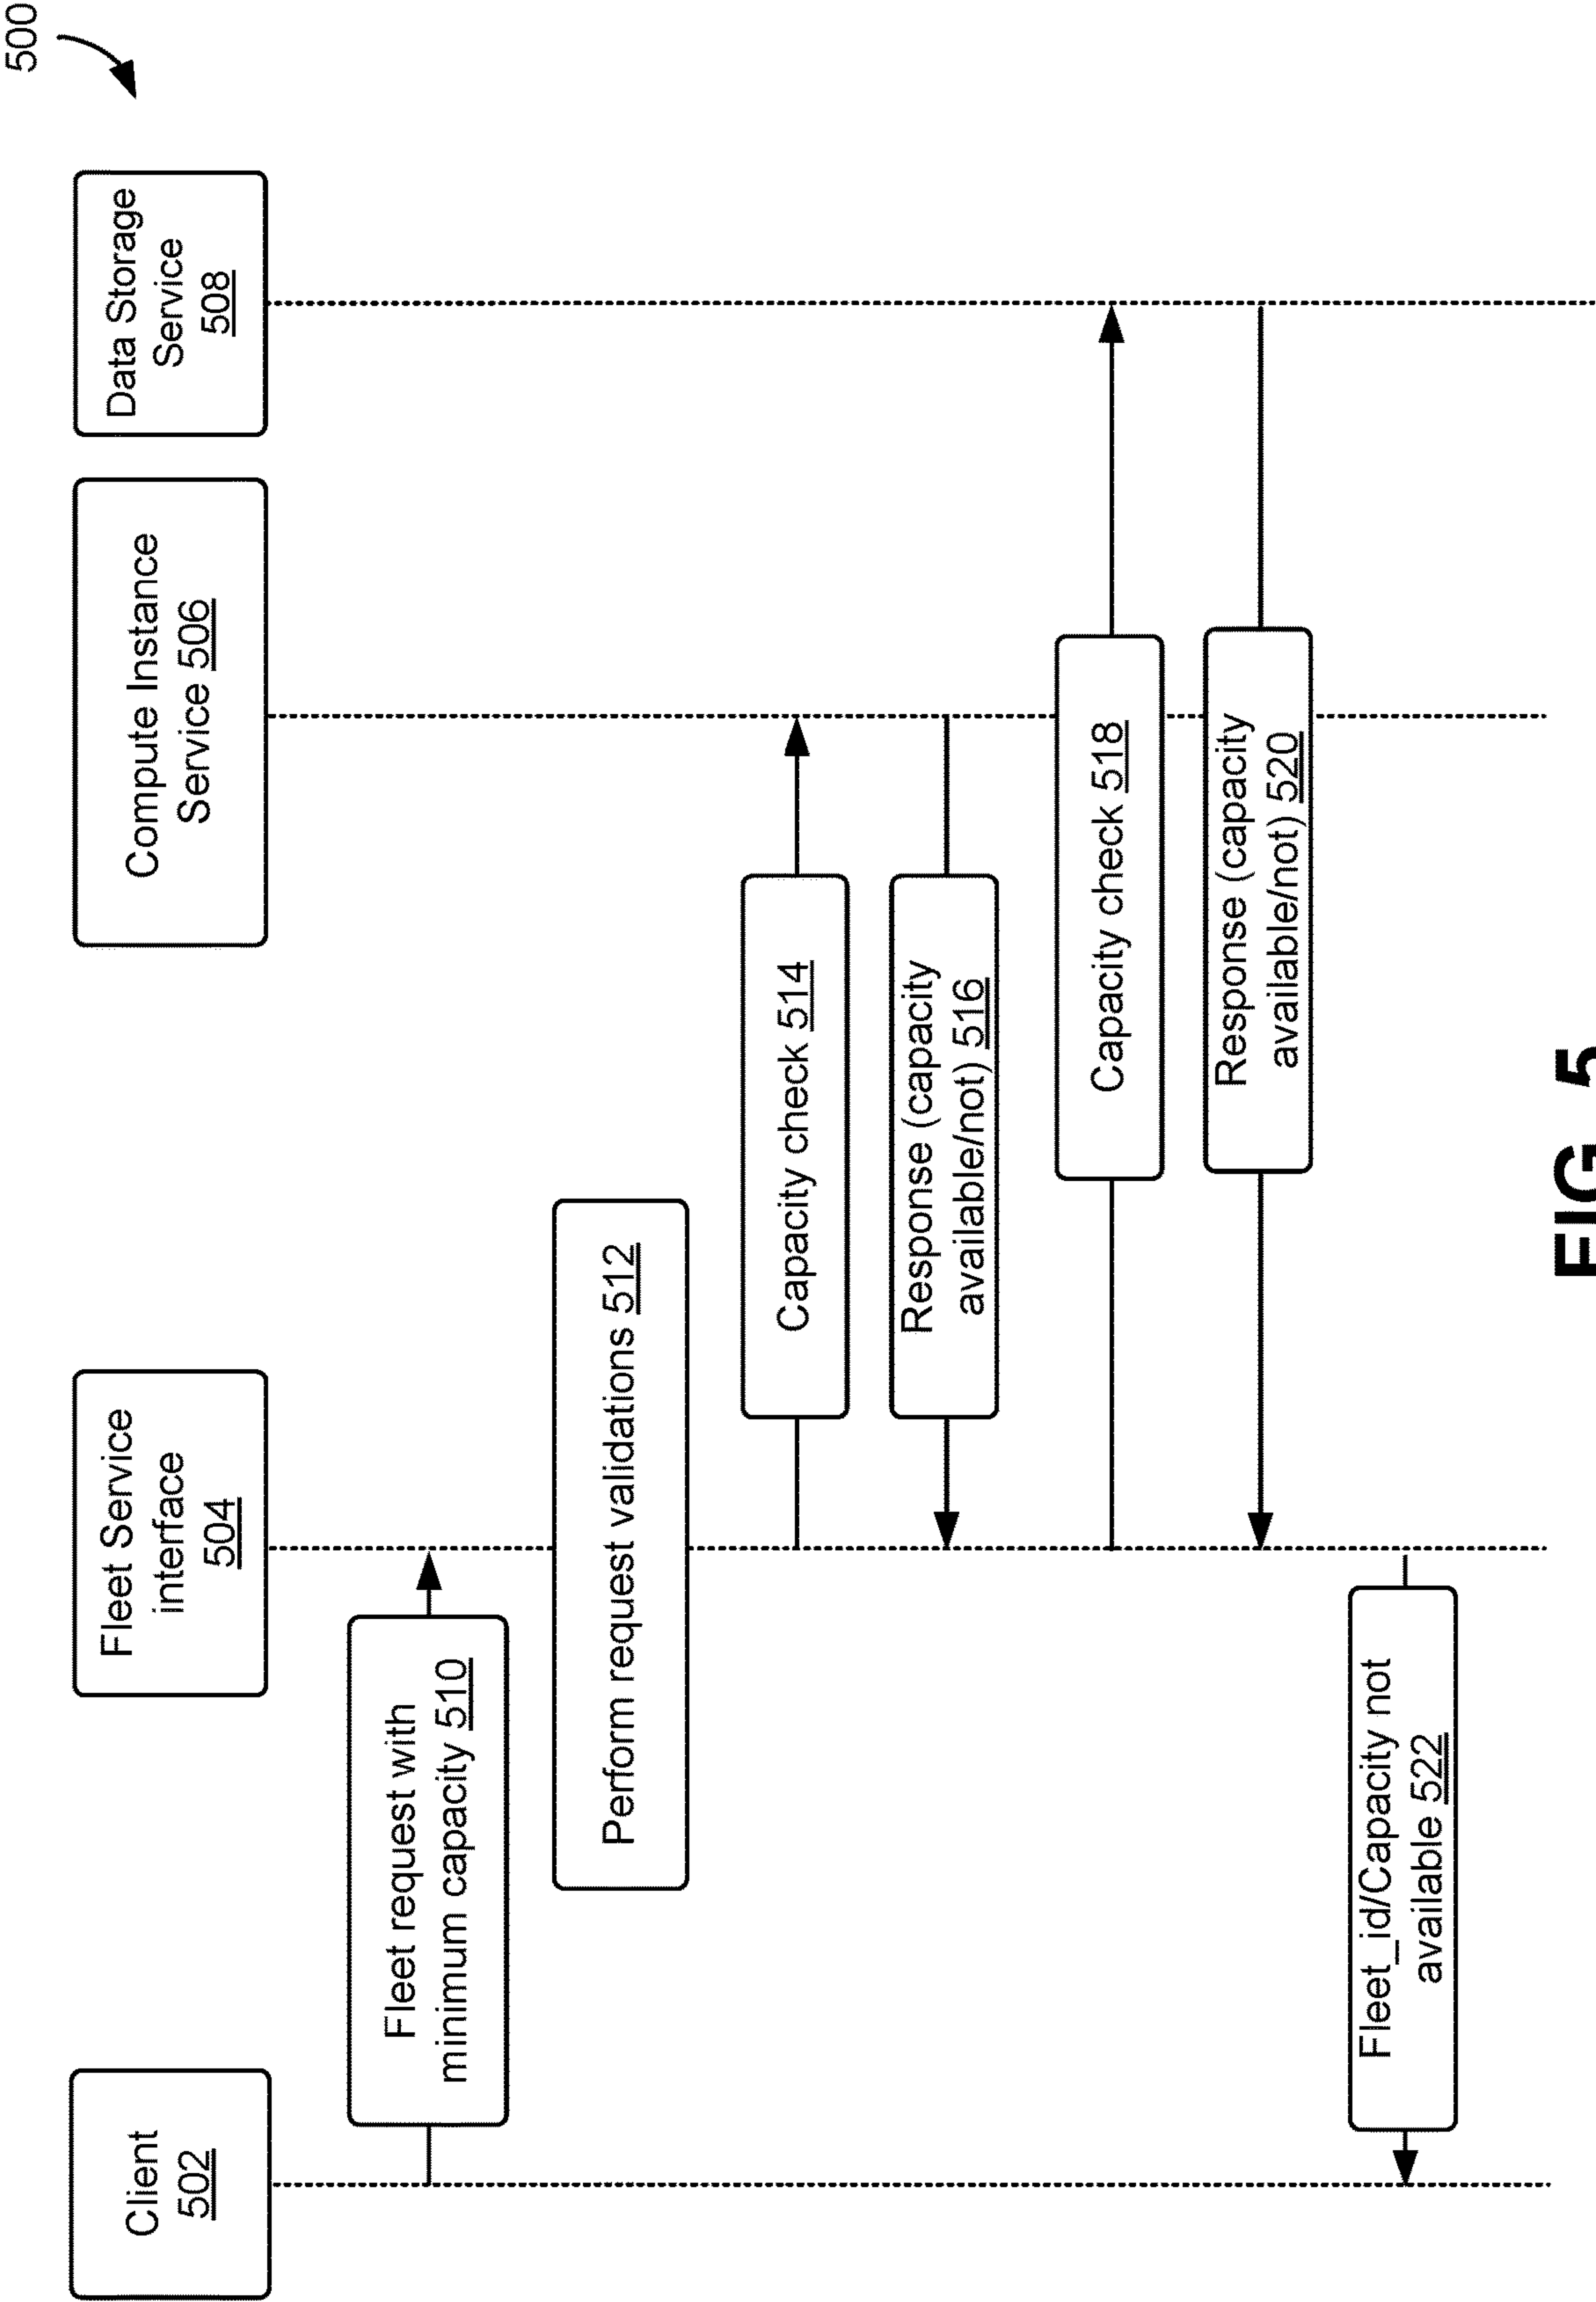 500
Client
502
Fleet Service
interface
504
Compute Instance
Service 506
Data Storage
Service
508
Fleet request with
minimum capacity 510
Perform request validations 512
Capacity check 514
Response (capacity
available/not) 516
Capacity check 518
Response (capacity
available/not) 520
Fleet_id/Capacity not
available 522
FIG. 5